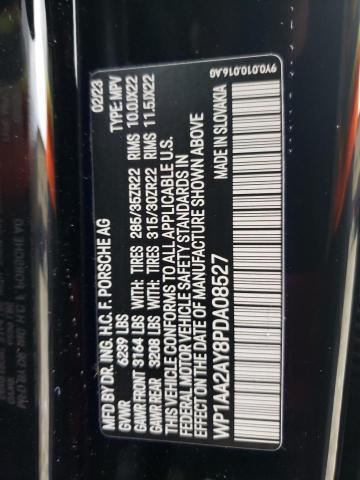 9Y0.010.016.AG
MFD BY DR. ING. H.C. F. PORSCHE AG 02/23
GVWR 6239 LBS TYPE: MPV
GAWR FRONT 3164 LBS WITH: TIRES 285/35ZR22 RIMS 10.0JX22
GAWR REAR 3208 LBS WITH: TIRES 315/30ZR22 RIMS 11.5JX22
THIS VEHICLE CONFORMS TO ALL APPLICABLE U.S.
FEDERAL MOTOR VEHICLE SAFETY STANDARDS IN
EFFECT ON THE DATE OF MANUFACTURE SHOWN ABOVE
WP1AA2AY8PDA08527 MADE IN SLOVAKIA